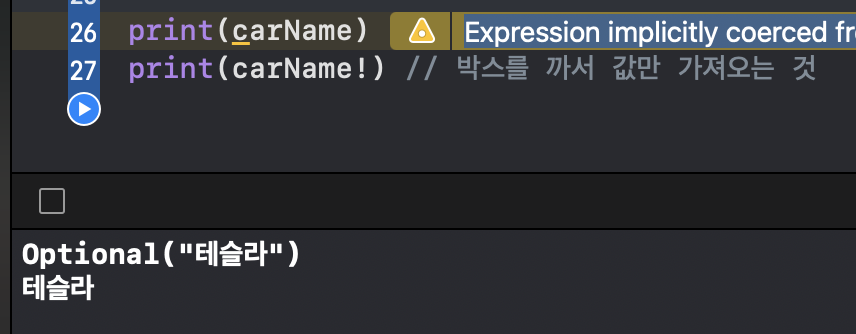 26 print(carName) Expression implicitly coerced
27 print(carName!) // 박스를 까서 값만 가져오는 것
Optional("테슬라")
테슬라